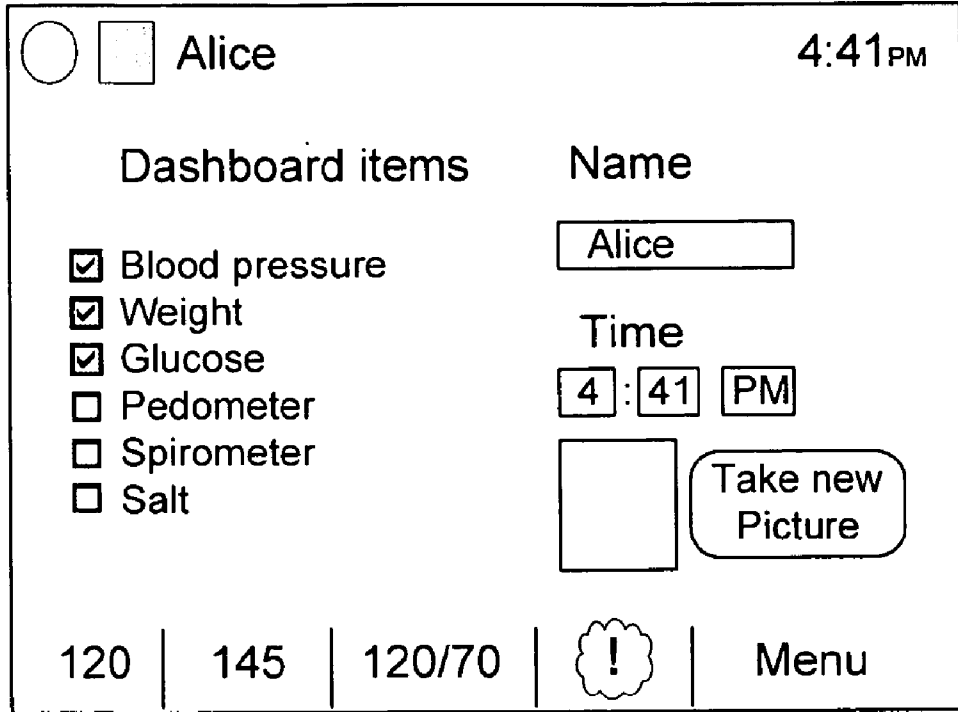 Alice 4:41PM
Dashboard items
Blood pressure
Weight
Glucose
Pedometer
Spirometer
Salt
Name
Alice
Time
4 : 41 PM
Take new
Picture
120 145 120/70 ! Menu